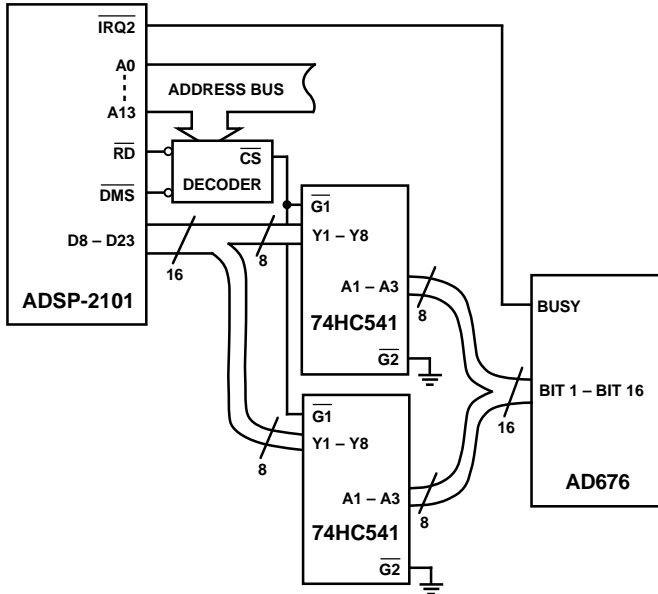 IRQ2
A0
ADDRESS BUS
A13
RD
CS
DECODER
DMS
G1
D8 – D23
Y1 – Y8
16
8
ADSP-2101
A1 – A3
8
74HC541
BUSY
G2
BIT 1 – BIT 16
16
G1
Y1 – Y8
8
AD676
A1 – A3
8
74HC541
G2